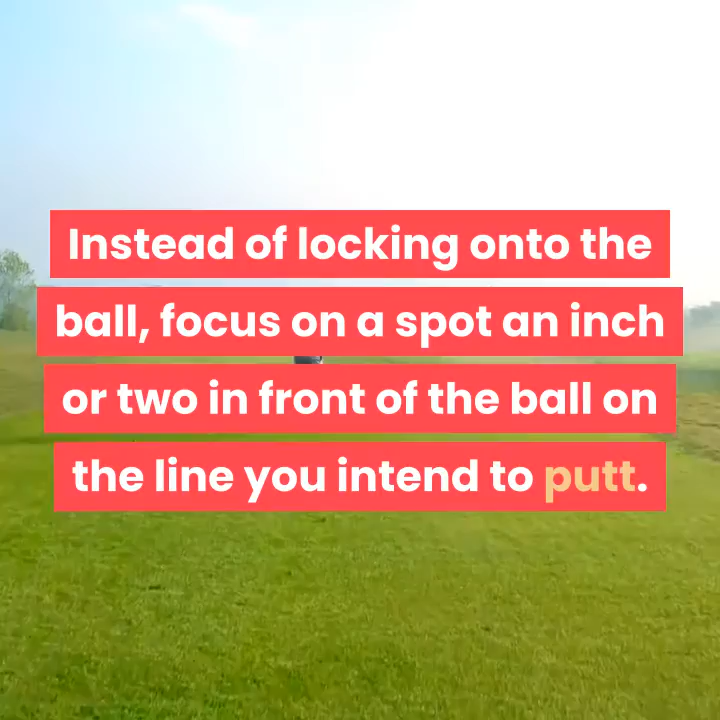 Instead of locking onto the
ball, focus on a spot an inch
or two in front of the ball on
the line you intend to putt.